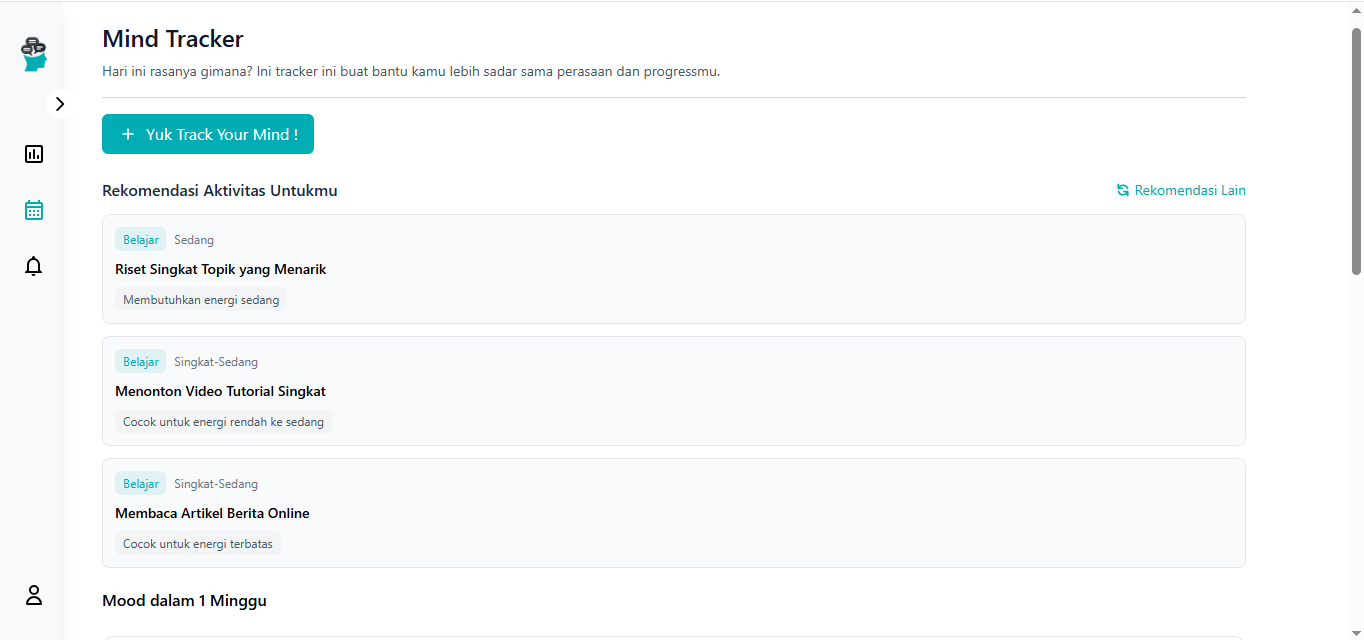 Mind Tracker
Hari ini rasanya gimana? Ini tracker ini buat bantu kamu lebih sadar sama perasaan dan progressmu.
+ Yuk Track Your Mind !
Rekomendasi Aktivitas Untukmu
Rekomendasi Lain
Belajar Sedang
Riset Singkat Topik yang Menarik
Membutuhkan energi sedang
Belajar Singkat-Sedang
Menonton Video Tutorial Singkat
Cocok untuk energi rendah ke sedang
Belajar Singkat-Sedang
Membaca Artikel Berita Online
Cocok untuk energi terbatas
Mood dalam 1 Minggu